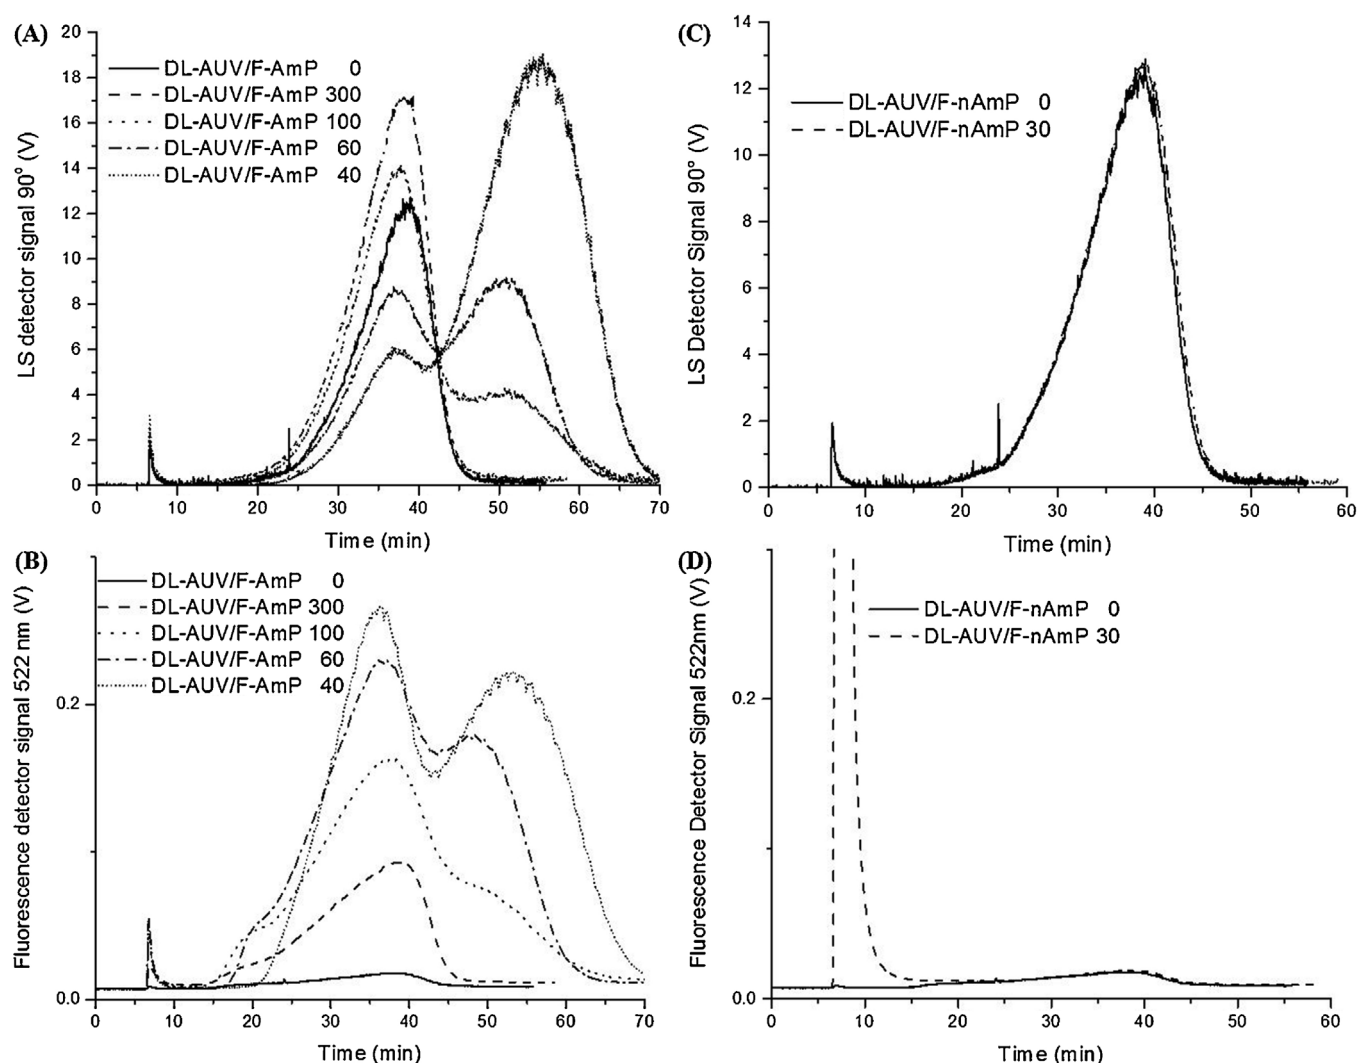 (A)
LS detector signal 90° (V)
20
18
16
14
12
10
8
6
4
2
0
DL-AUV/F-AmP 0
DL-AUV/F-AmP 300
DL-AUV/F-AmP 100
DL-AUV/F-AmP 60
DL-AUV/F-AmP 40
0 10 20 30 40 50 60 70
Time (min)
(C)
LS Detector Signal 90° (V)
14
12
10
8
6
4
2
0
DL-AUV/F-nAmP 0
DL-AUV/F-nAmP 30
0 10 20 30 40 50 60
Time (min)
(B)
Fluorescence detector signal 522 nm (V)
0.2
0.0
DL-AUV/F-AmP 0
DL-AUV/F-AmP 300
DL-AUV/F-AmP 100
DL-AUV/F-AmP 60
DL-AUV/F-AmP 40
0 10 20 30 40 50 60 70
Time (min)
(D)
Fluorescence Detector Signal 522nm (V)
0.2
0.0
DL-AUV/F-nAmP 0
DL-AUV/F-nAmP 30
0 10 20 30 40 50 60
Time (min)